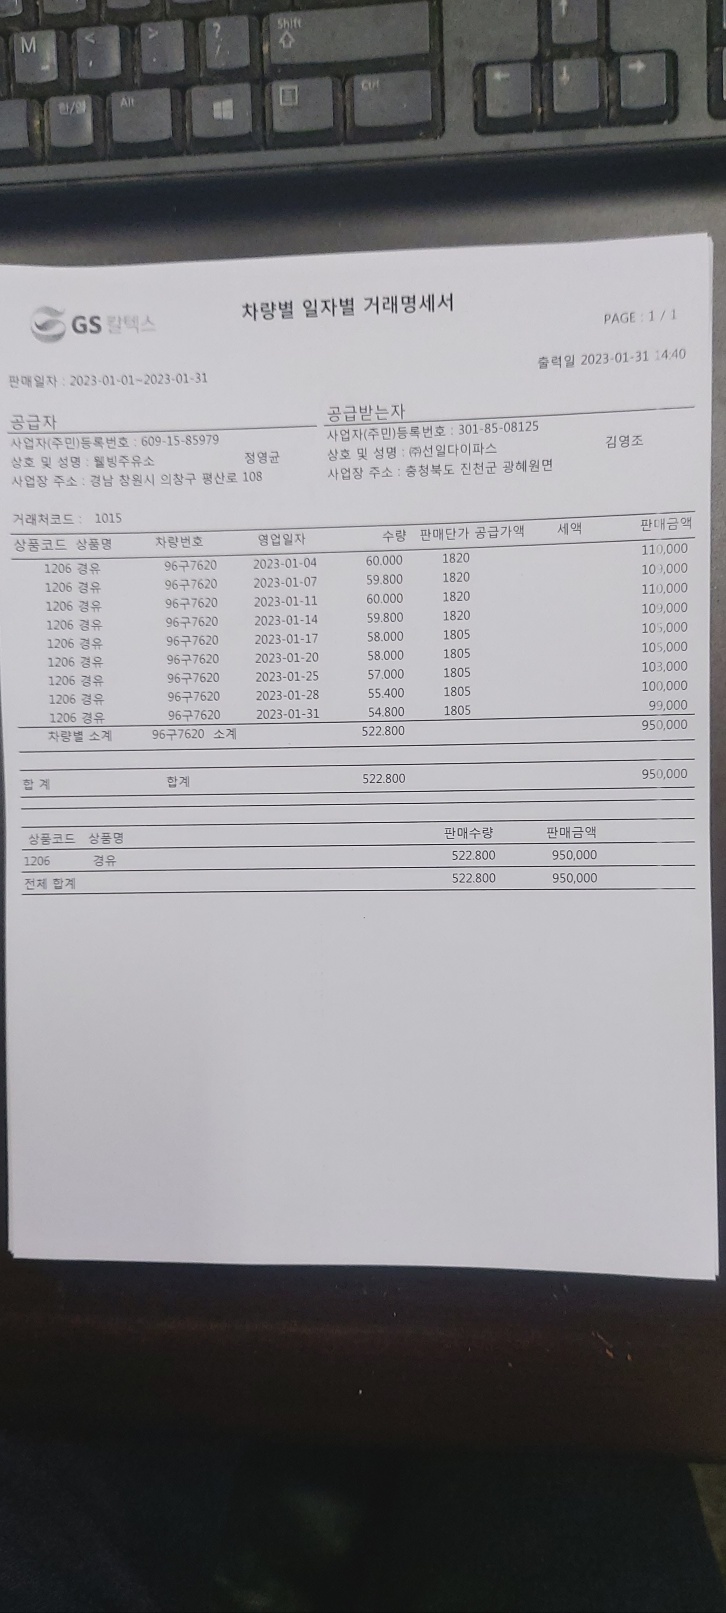 M < , > . ? / Shift
한/영 Alt Ctrl
GS 칼텍스
차량별 일자별 거래명세서
PAGE : 1 / 1
판매일자 : 2023-01-01~2023-01-31
출력일 2023-01-31 14:40
공급자
사업자(주민)등록번호 : 609-15-85979
상호 및 성명 : 웰빙주유소 정영균
사업장 주소 : 경남 창원시 의창구 평산로 108
공급받는자
사업자(주민)등록번호 : 301-85-08125
상호 및 성명 : ㈜선일다이파스 김영조
사업장 주소 : 충청북도 진천군 광혜원면
거래처코드 : 1015
상품코드 상품명 차량번호 영업일자 수량 판매단가 공급가액 세액 판매금액
1206 경유 96구7620 2023-01-04 60.000 1820 110,000
1206 경유 96구7620 2023-01-07 59.800 1820 109,000
1206 경유 96구7620 2023-01-11 60.000 1820 110,000
1206 경유 96구7620 2023-01-14 59.800 1820 109,000
1206 경유 96구7620 2023-01-17 58.000 1805 105,000
1206 경유 96구7620 2023-01-20 58.000 1805 105,000
1206 경유 96구7620 2023-01-25 57.000 1805 103,000
1206 경유 96구7620 2023-01-28 55.400 1805 100,000
1206 경유 96구7620 2023-01-31 54.800 1805 99,000
차량별 소계 96구7620 소계 522.800 950,000
합 계 합계 522.800 950,000
상품코드 상품명 판매수량 판매금액
1206 경유 522.800 950,000
전체 합계 522.800 950,000